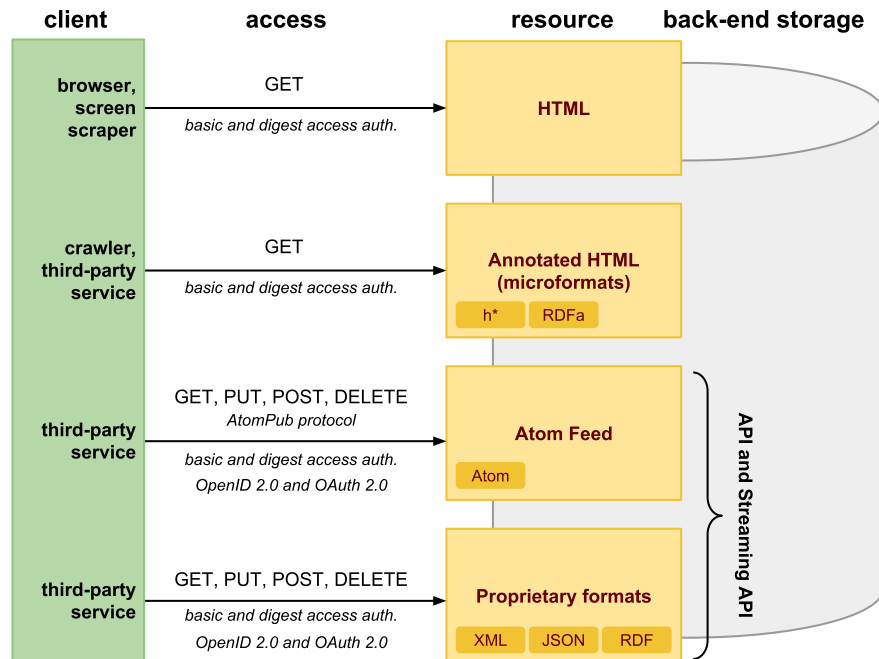 client
access
resource
back-end storage
browser,
screen
scraper
GET
basic and digest access auth.
HTML
crawler,
third-party
service
GET
basic and digest access auth.
Annotated HTML
(microformats)
h*
RDFa
third-party
service
GET, PUT, POST, DELETE
AtomPub protocol
basic and digest access auth.
OpenID 2.0 and OAuth 2.0
Atom Feed
Atom
API and Streaming API
third-party
service
GET, PUT, POST, DELETE
basic and digest access auth.
OpenID 2.0 and OAuth 2.0
Proprietary formats
XML
JSON
RDF